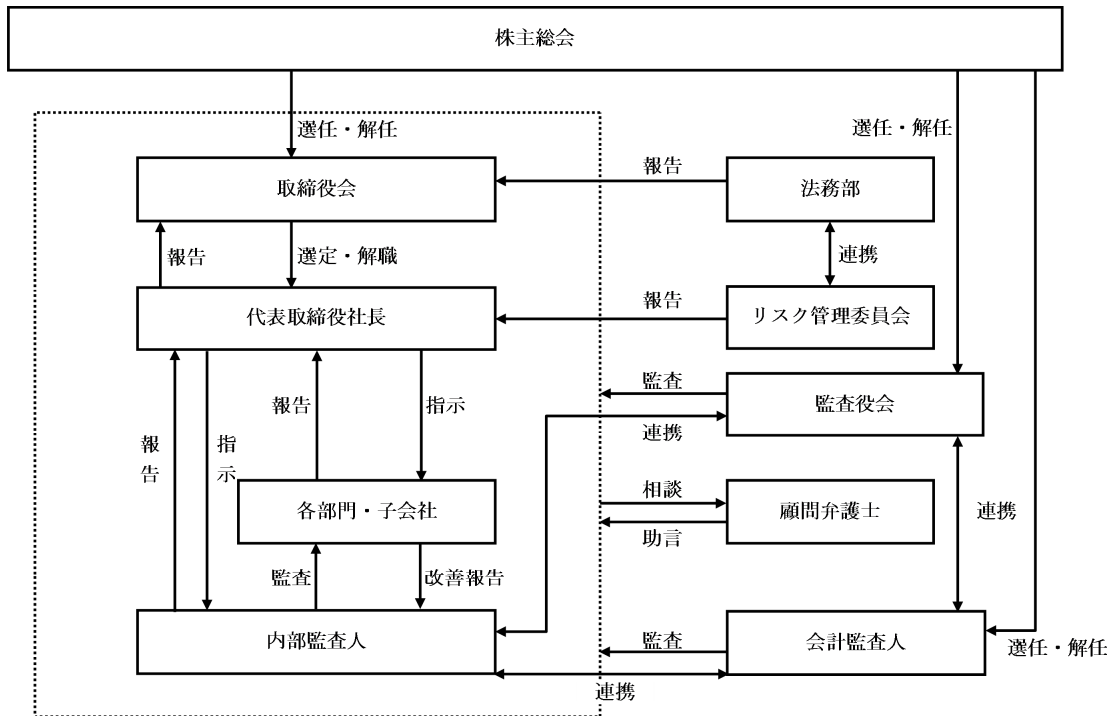 株主総会
選任・解任
選任・解任
取締役会
報告
法務部
報告
選定・解職
連携
代表取締役社長
報告
リスク管理委員会
監査
監査役会
報告
指示
連携
報
告
指
示
相談
各部門・子会社
顧問弁護士
連携
助言
監査
改善報告
内部監査人
監査
会計監査人
選任・解任
連携